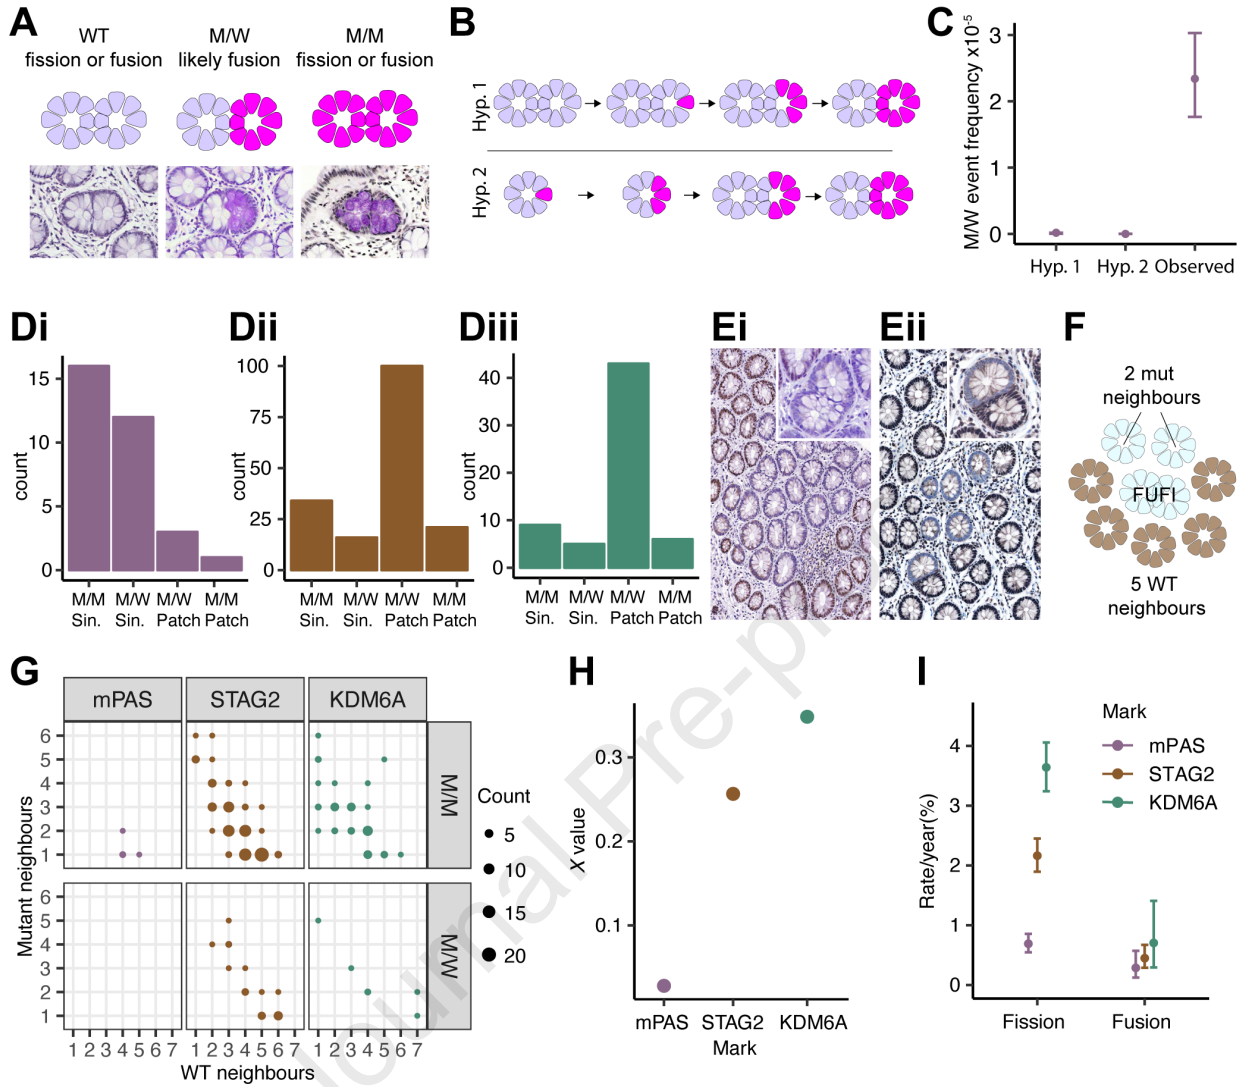 A
WT
fission or fusion
M/W
likely fusion
M/M
fission or fusion
B
Hyp. 1
Hyp. 2
C
M/W event frequency x10-5
3
2
1
0
Hyp. 1 Hyp. 2 Observed
Di
count
15
10
5
0
M/M Sin.
M/W Sin.
M/W Patch
M/M Patch
Dii
count
100
75
50
25
0
M/M Sin.
M/W Sin.
M/W Patch
M/M Patch
Diii
count
40
30
20
10
0
M/M Sin.
M/W Sin.
M/W Patch
M/M Patch
Ei
Eii
F
2 mut
neighbours
FUFI
5 WT
neighbours
G
mPAS STAG2 KDM6A
Mutant neighbours
6
5
4
3
2
1
M/M
6
5
4
3
2
1
M/W
1 2 3 4 5 6 7 1 2 3 4 5 6 7 1 2 3 4 5 6 7
WT neighbours
Count
5
10
15
20
H
X value
0.3
0.2
0.1
mPAS STAG2 KDM6A
Mark
I
Rate/year(%)
4
3
2
1
0
Fission Fusion
Mark
mPAS
STAG2
KDM6A
Journal Pre-p